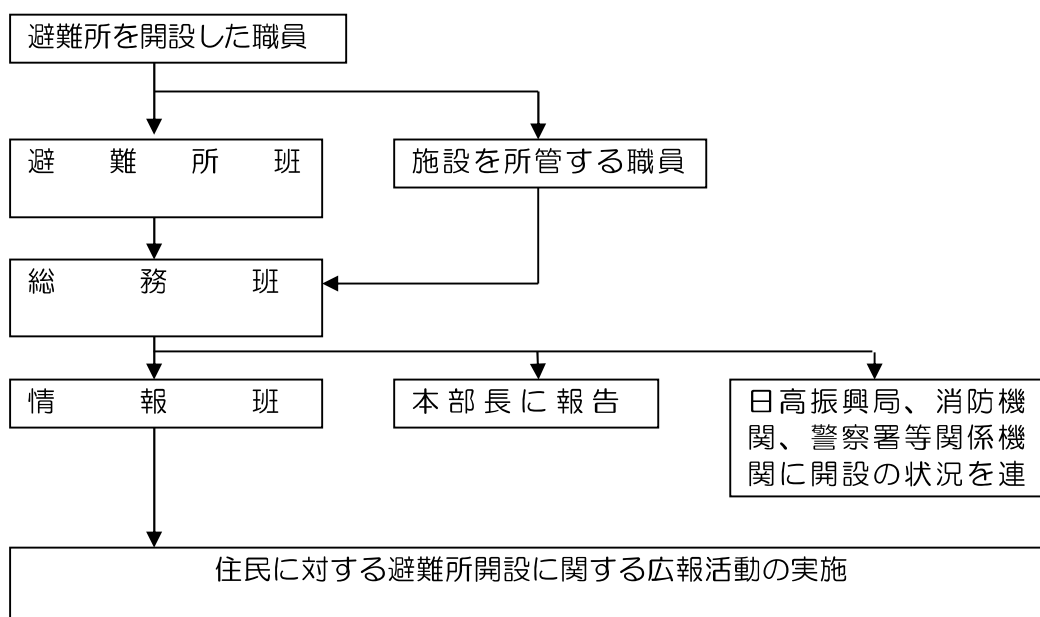 避難所を開設した職員
避難所班
施設を所管する職員
総務班
情報班
本部長に報告
日高振興局、消防機
関、警察署等関係機
関に開設の状況を連
住民に対する避難所開設に関する広報活動の実施